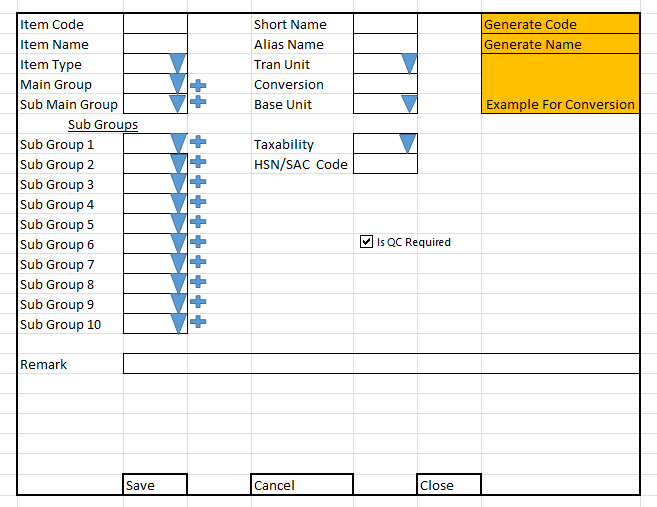 Item Code Short Name Generate Code
Item Name Alias Name Generate Name
Item Type Tran Unit
Main Group Conversion
Sub Main Group Base Unit Example For Conversion
Sub Groups
Sub Group 1 Taxability
Sub Group 2 HSN/SAC Code
Sub Group 3
Sub Group 4
Sub Group 5
Sub Group 6 Is QC Required
Sub Group 7
Sub Group 8
Sub Group 9
Sub Group 10
Remark
Save Cancel Close